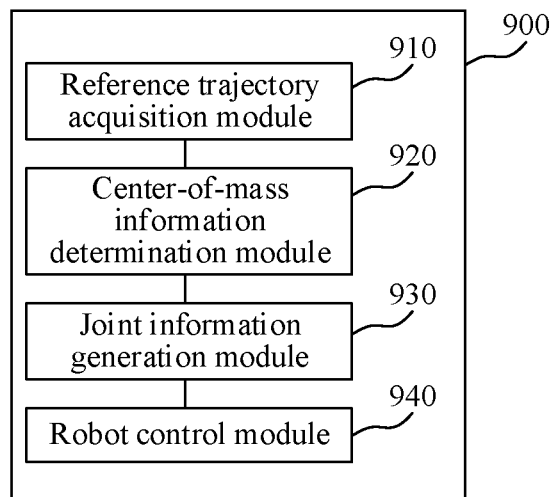 900
910
Reference trajectory
acquisition module
920
Center-of-mass
information
determination module
930
Joint information
generation module
940
Robot control module